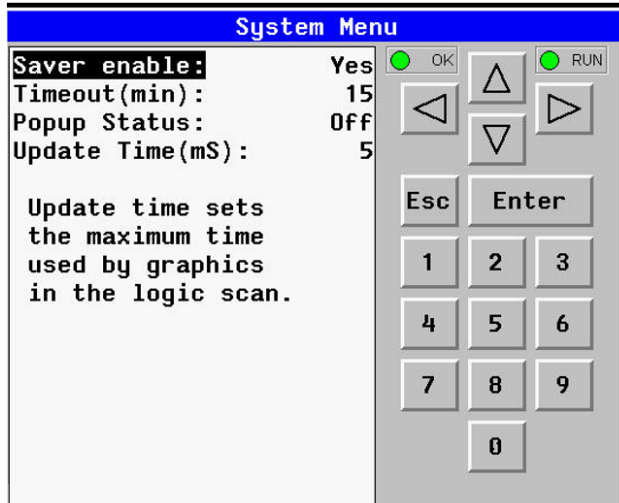 System Menu
Saver enable: Yes
Timeout(min): 15
Popup Status: Off
Update Time(mS): 5
Update time sets
the maximum time
used by graphics
in the logic scan.
OK RUN
Esc Enter
1 2 3
4 5 6
7 8 9
0